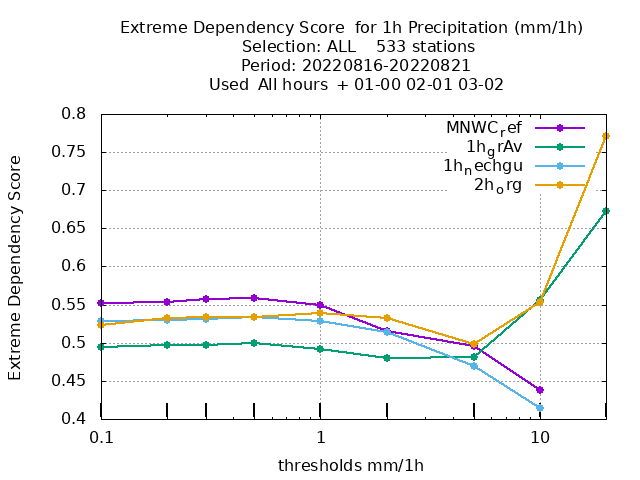 Extreme Dependency Score  for 1h Precipitation (mm/1h)
Selection: ALL    533 stations
Period: 20220816-20220821
Used  All hours  + 01-00 02-01 03-02
MNWC_ref
1h_grAv
1h_nechgu
2h_org
0.8
0.75
0.7
0.65
0.6
0.55
0.5
0.45
0.4
Extreme Dependency Score
0.1 1 10
thresholds mm/1h